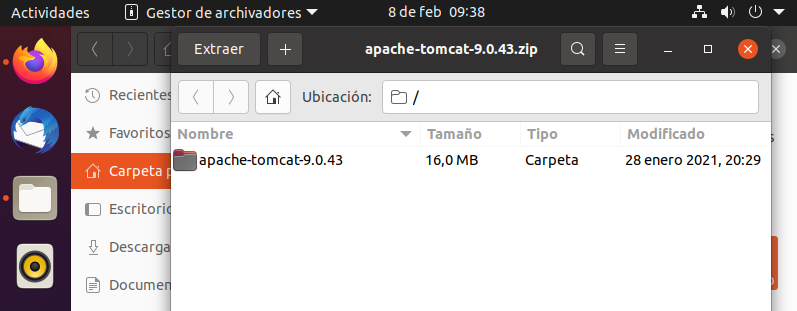 Actividades Gestor de archivadores 8 de feb 09:38
Extraer + apache-tomcat-9.0.43.zip
Recientes
Ubicación: /
Favoritos
Nombre Tamaño Tipo Modificado
apache-tomcat-9.0.43 16,0 MB Carpeta 28 enero 2021, 20:29
Carpeta p
Escritorio
Descarga
Documen